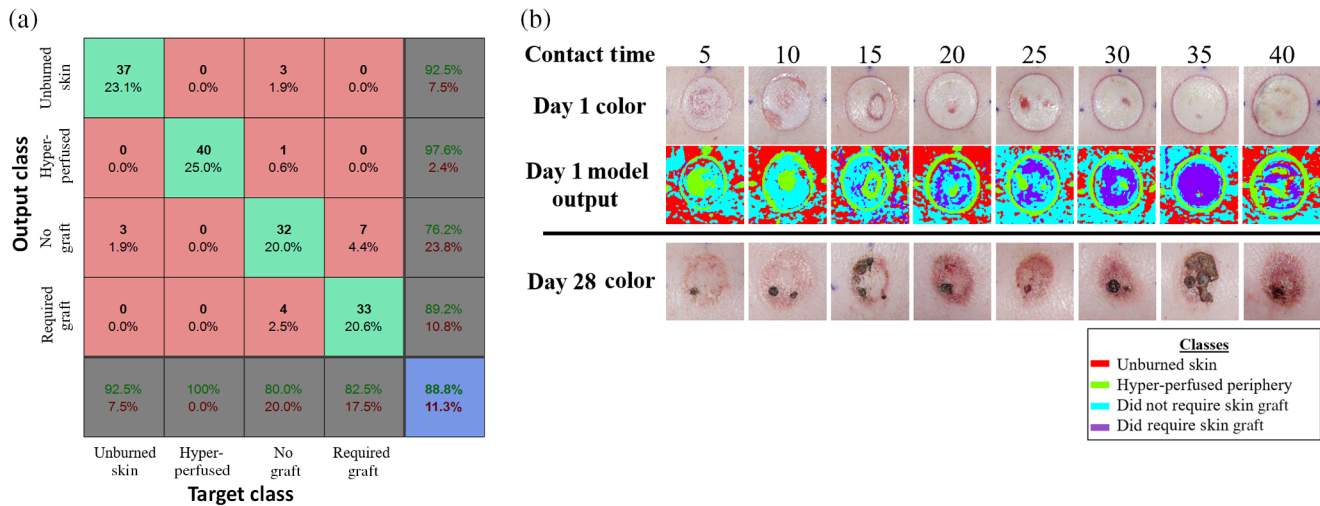 (a)
Output class
Unburned
skin
37
23.1%
0
0.0%
3
1.9%
0
0.0%
92.5%
7.5%
Hyper-
perfused
0
0.0%
40
25.0%
1
0.6%
0
0.0%
97.6%
2.4%
No
graft
3
1.9%
0
0.0%
32
20.0%
7
4.4%
76.2%
23.8%
Required
graft
0
0.0%
0
0.0%
4
2.5%
33
20.6%
89.2%
10.8%
92.5%
7.5%
100%
0.0%
80.0%
20.0%
82.5%
17.5%
88.8%
11.3%
Unburned
skin
Hyper-
perfused
No
graft
Required
graft
Target class
(b)
Contact time 5 10 15 20 25 30 35 40
Day 1 color
Day 1 model
output
Day 28 color
Classes
Unburned skin
Hyper-perfused periphery
Did not require skin graft
Did require skin graft